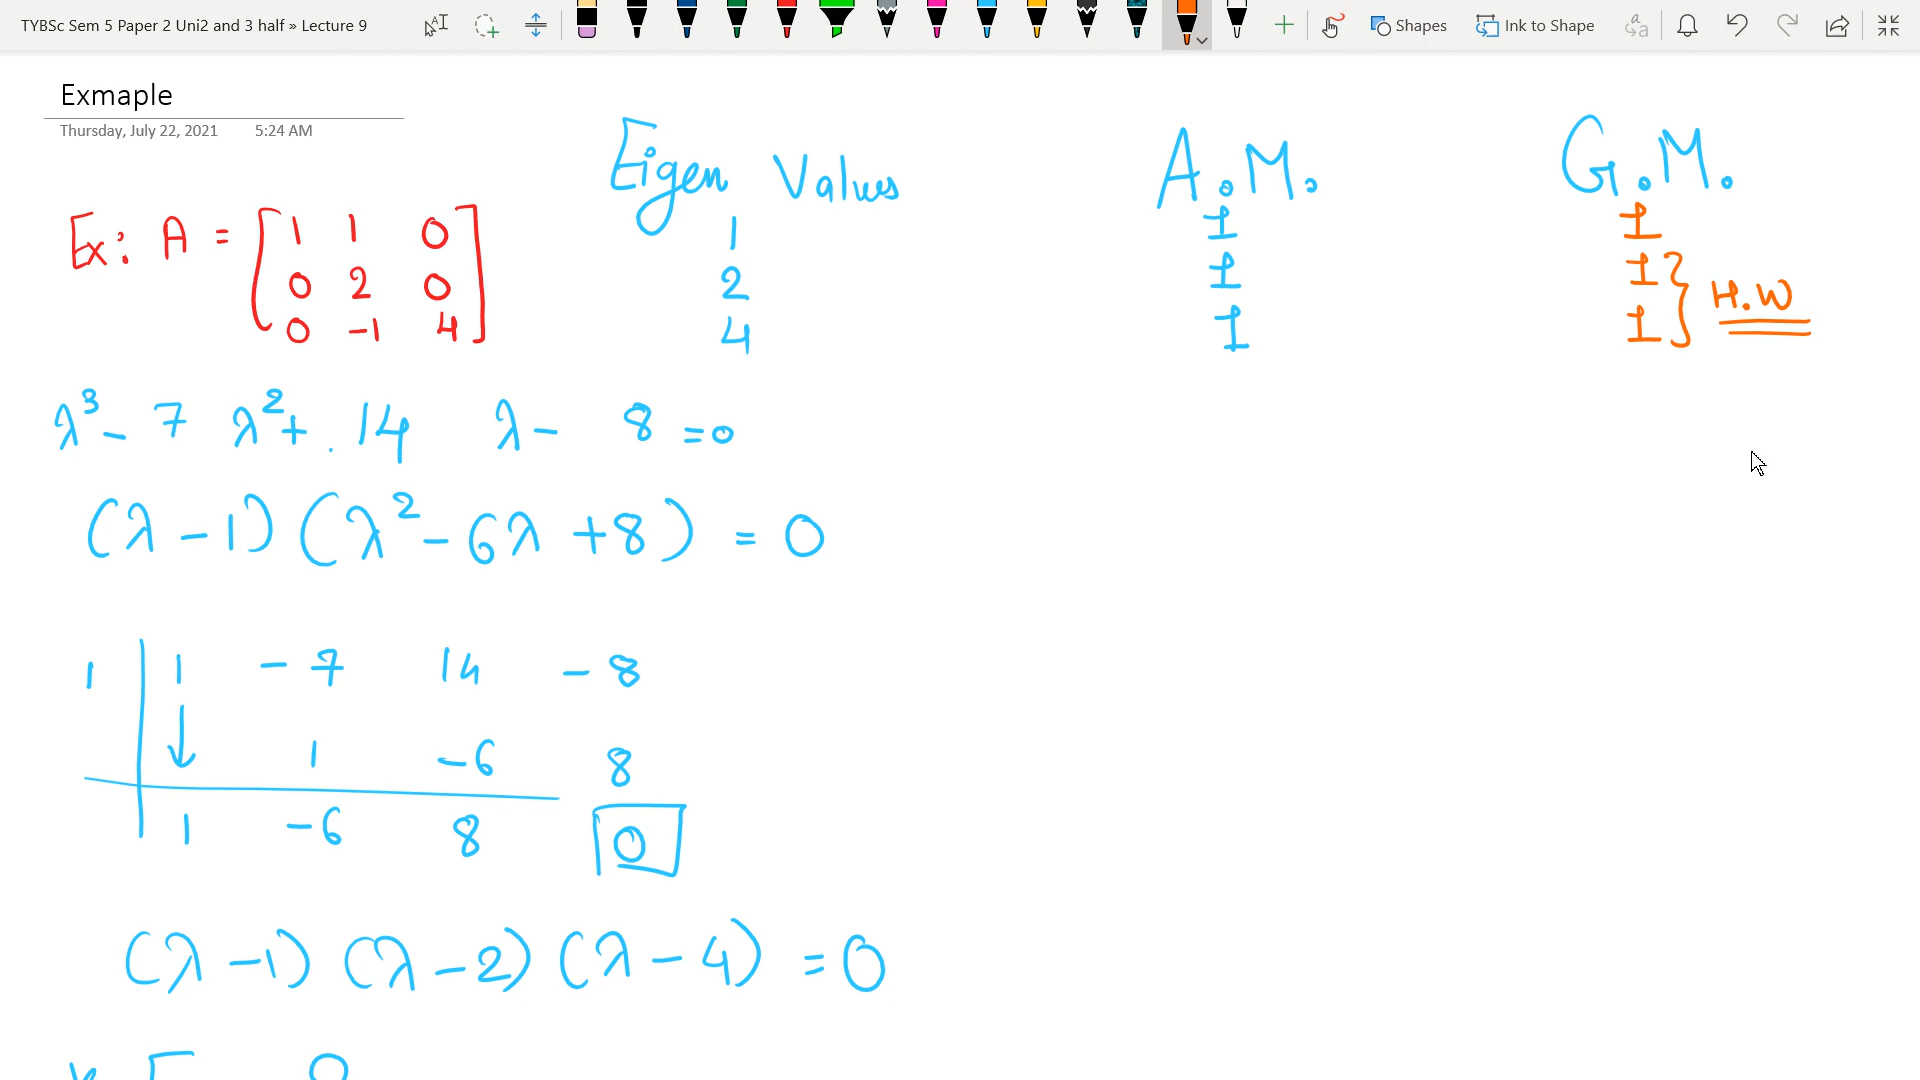 TYBSc Sem 5 Paper 2 Uni2 and 3 half » Lecture 9
Shapes
Ink to Shape
Exmaple
Thursday, July 22, 2021 5:24 AM
Eigen Values A.M. G.M.
1 1 1
2 1 1
4 1 1
} H.W
Ex: A = [1 1 0
0 2 0
0 -1 4]
λ³ - 7 λ² + . 14 λ - 8 = 0
(λ - 1) (λ² - 6λ + 8) = 0
1 | 1 - 7 14 - 8
↓ 1 - 6 8
1 - 6 8 0
(λ - 1) (λ - 2) (λ - 4) = 0